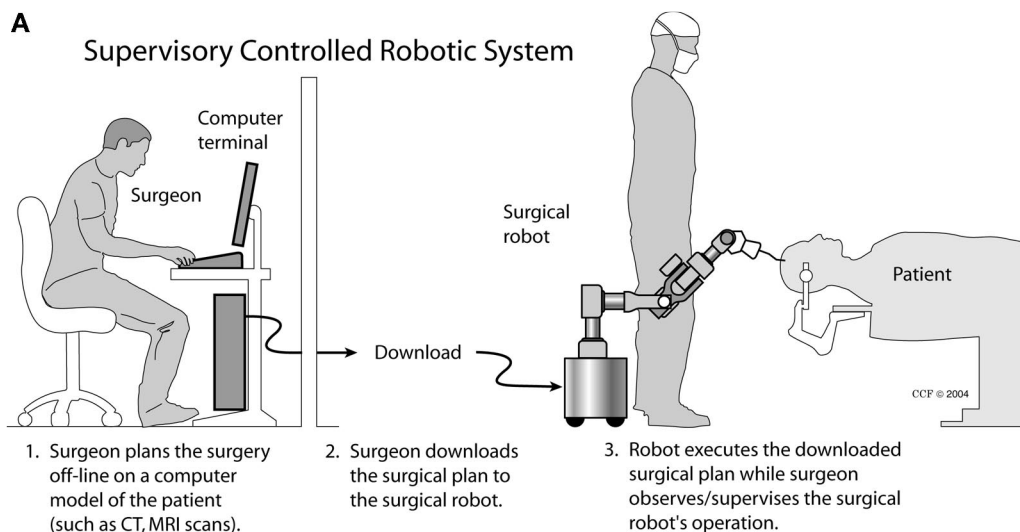 A
Supervisory Controlled Robotic System
Computer
terminal
Surgeon
Surgical
robot
Patient
Download
CCF © 2004
1. Surgeon plans the surgery
off-line on a computer
model of the patient
(such as CT, MRI scans).
2. Surgeon downloads
the surgical plan to
the surgical robot.
3. Robot executes the downloaded
surgical plan while surgeon
observes/supervises the surgical
robot's operation.